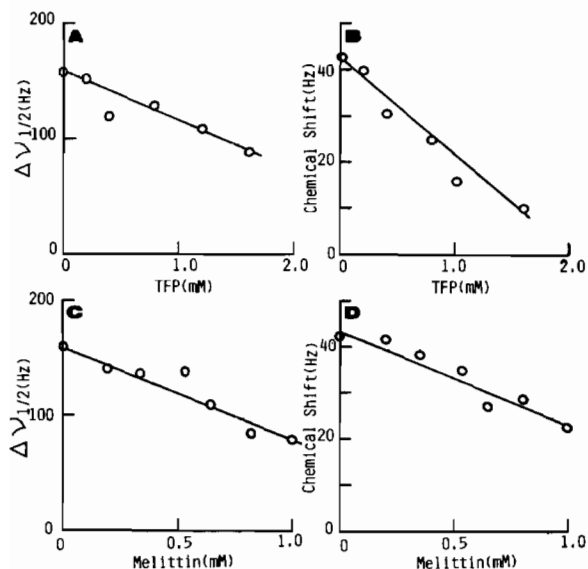 A
200
100
0
Δν1/2(Hz)
0 1.0 2.0
TFP(mM)
B
40
20
0
Chemical Shift(Hz)
0 1.0 2.0
TFP(mM)
C
200
100
0
Δν1/2(Hz)
0 0.5 1.0
Melittin(mM)
D
40
20
0
Chemical Shift(Hz)
0 0.5 1.0
Melittin(mM)